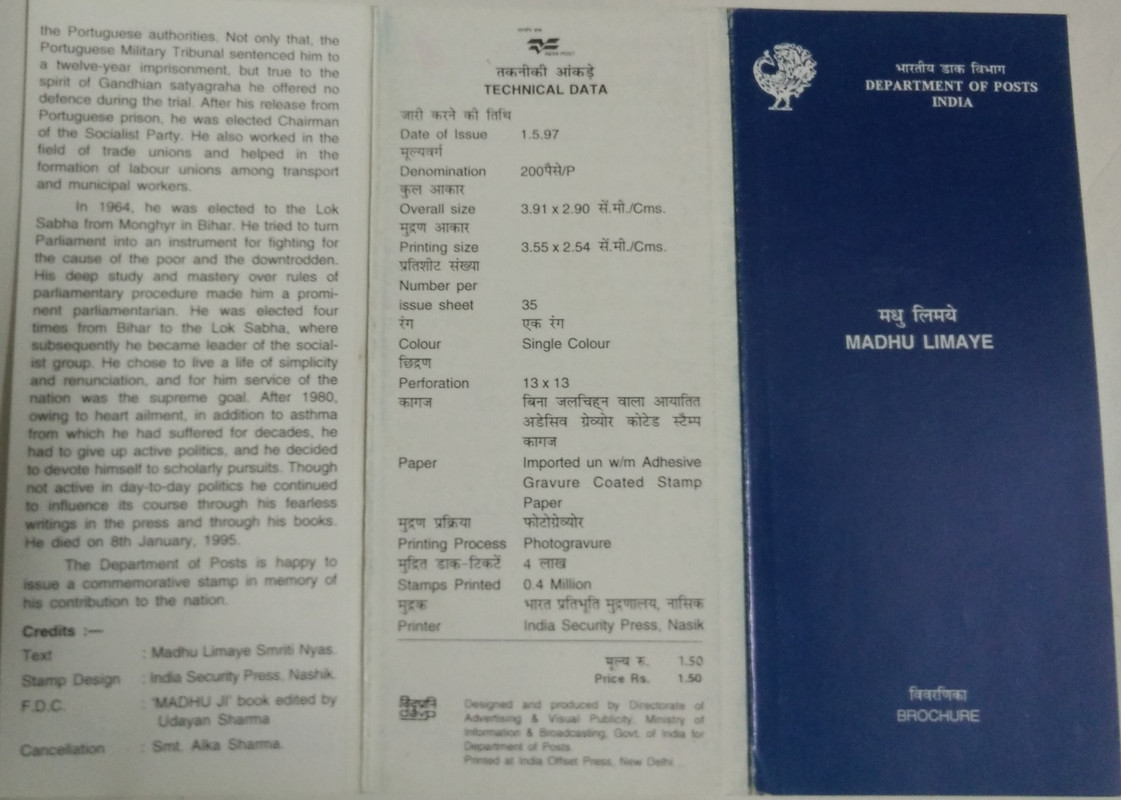 the Portuguese authorities. Not only that, the
Portuguese Military Tribunal sentenced him to
a twelve-year imprisonment, but true to the
spirit of Gandhian satyagraha he offered no
defence during the trial. After his release from
Portuguese prison, he was elected Chairman
of the Socialist Party. He also worked in the
field of trade unions and helped in the
formation of labour unions among transport
and municipal workers.
In 1964, he was elected to the Lok
Sabha from Monghyr in Bihar. He tried to turn
Parliament into an instrument for fighting for
the cause of the poor and the downtrodden.
His deep study and mastery over rules of
parliamentary procedure made him a promi-
nent parliamentarian. He was elected four
times from Bihar to the Lok Sabha, where
subsequently he became leader of the social-
ist group. He chose to live a life of simplicity
and renunciation, and for him service of the
nation was the supreme goal. After 1980,
owing to heart ailment, in addition to asthma
from which he had suffered for decades, he
had to give up active politics, and he decided
to devote himself to scholarly pursuits. Though
not active in day-to-day politics he continued
to influence its course through his fearless
writings in the press and through his books.
He died on 8th January, 1995.
The Department of Posts is happy to
issue a commemorative stamp in memory of
his contribution to the nation.
Credits :—
Text : Madhu Limaye Smriti Nyas.
Stamp Design : India Security Press, Nashik.
F.D.C. : 'MADHU JI' book edited by
Udayan Sharma
Cancellation : Smt. Alka Sharma.
INDIA POST
तकनीकी आंकड़े
TECHNICAL DATA
जारी करने की तिथि
Date of Issue 1.5.97
मूल्यवर्ग
Denomination 200पैसे/P
कुल आकार
Overall size 3.91 x 2.90 सें.मी./Cms.
मुद्रण आकार
Printing size 3.55 x 2.54 सें.मी./Cms.
प्रतिशीट संख्या
Number per
issue sheet 35
रंग एक रंग
Colour Single Colour
छिद्रण
Perforation 13 x 13
कागज बिना जलचिह्न वाला आयातित
अडेसिव ग्रेव्योर कोटेड स्टैम्प
कागज
Paper Imported un w/m Adhesive
Gravure Coated Stamp
Paper
मुद्रण प्रक्रिया फोटोग्रेव्योर
Printing Process Photogravure
मुद्रित डाक-टिकटें 4 लाख
Stamps Printed 0.4 Million
मुद्रक भारत प्रतिभूति मुद्रणालय, नासिक
Printer India Security Press, Nasik
मूल्य रु. 1.50
Price Rs. 1.50
davp
Designed and produced by Directorate of
Advertising & Visual Publicity, Ministry of
Information & Broadcasting, Govt. of India for
Department of Posts.
Printed at India Offset Press, New Delhi
भारतीय डाक विभाग
DEPARTMENT OF POSTS
INDIA
मधु लिमये
MADHU LIMAYE
विवरणिका
BROCHURE